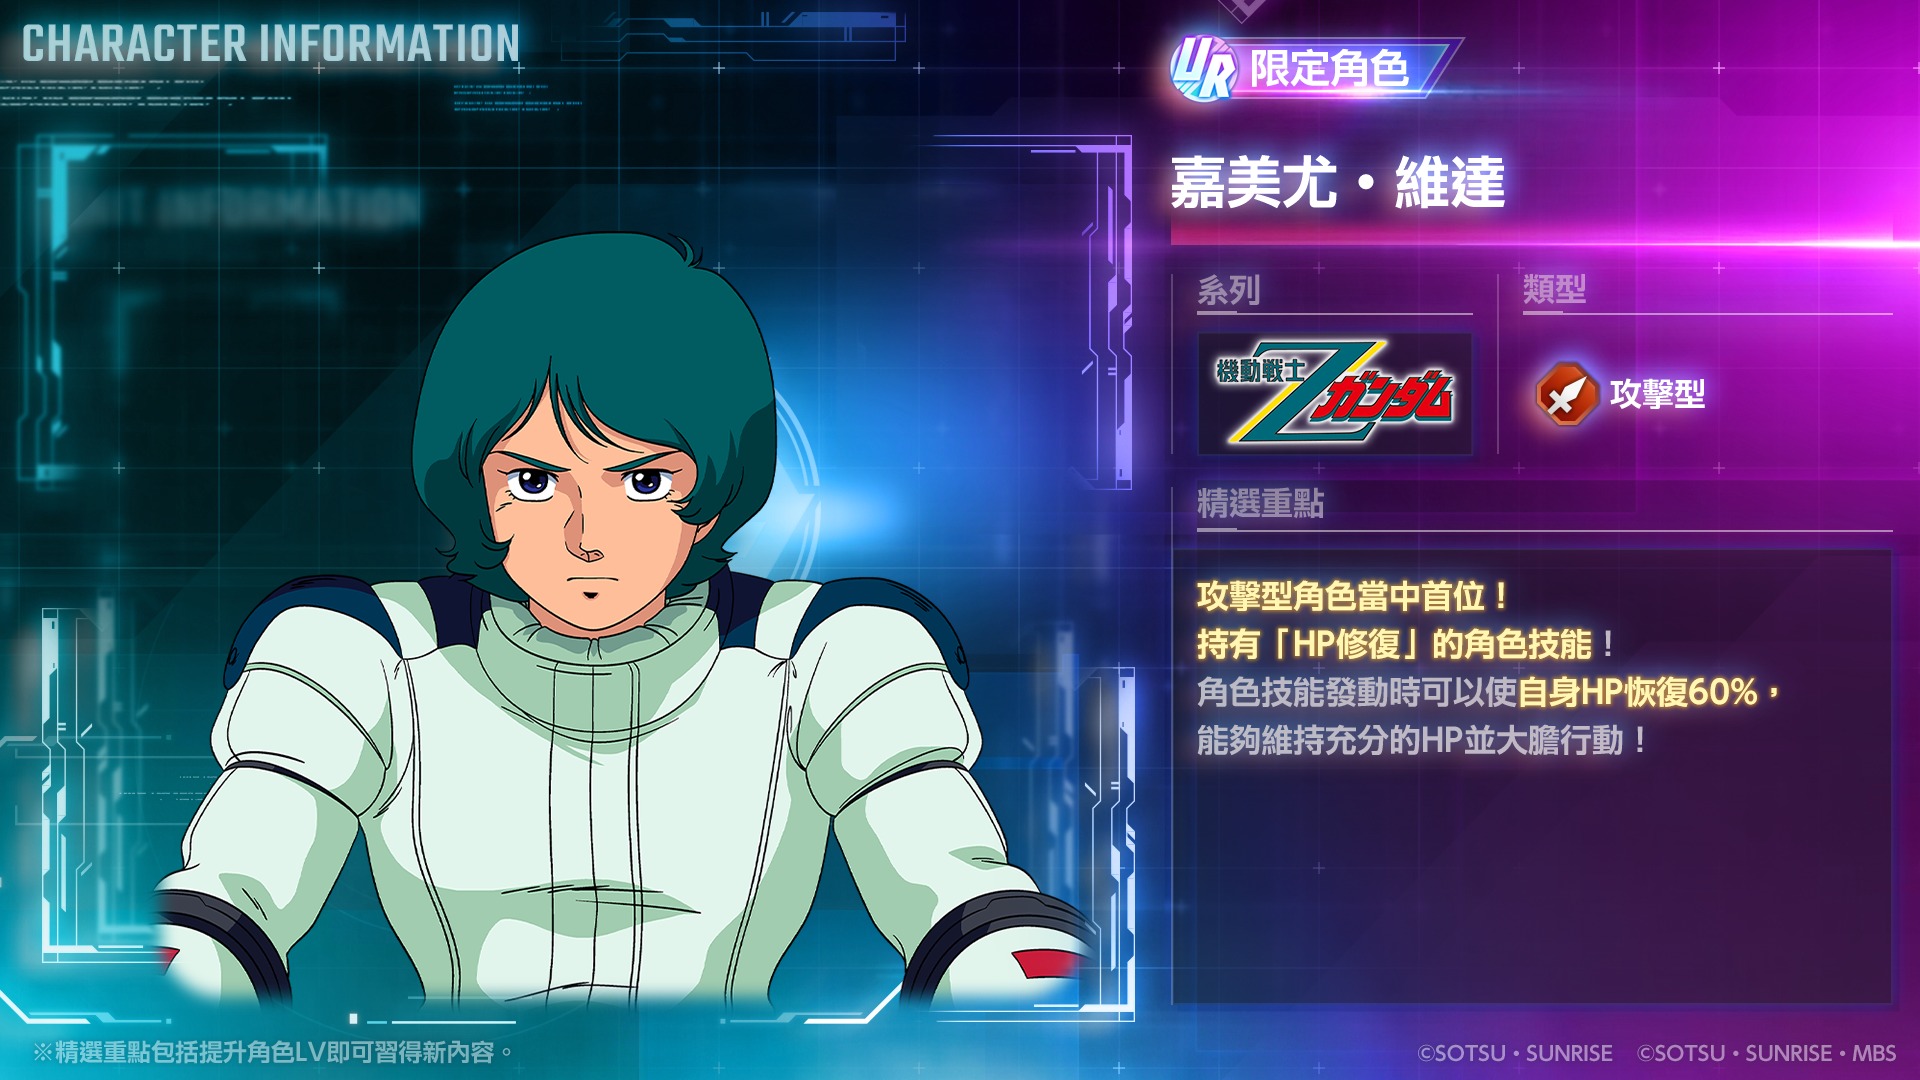 CHARACTER INFORMATION
UR 限定角色
嘉美尤・維達
系列
類型
機動戦士
Z
ガンダム
攻擊型
精選重點
攻擊型角色當中首位！
持有「HP修復」的角色技能！
角色技能發動時可以使自身HP恢復60%，
能夠維持充分的HP並大膽行動！
※精選重點包括提升角色LV即可習得新內容。
©SOTSU・SUNRISE ©SOTSU・SUNRISE・MBS